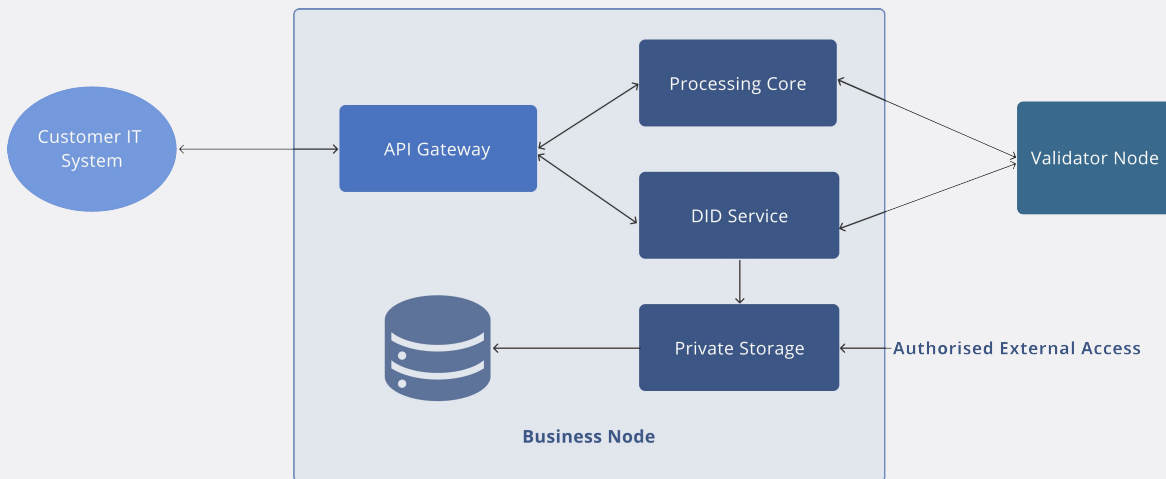 Processing Core
Customer IT
System
API Gateway
Validator Node
DID Service
Private Storage
Authorised External Access
Business Node